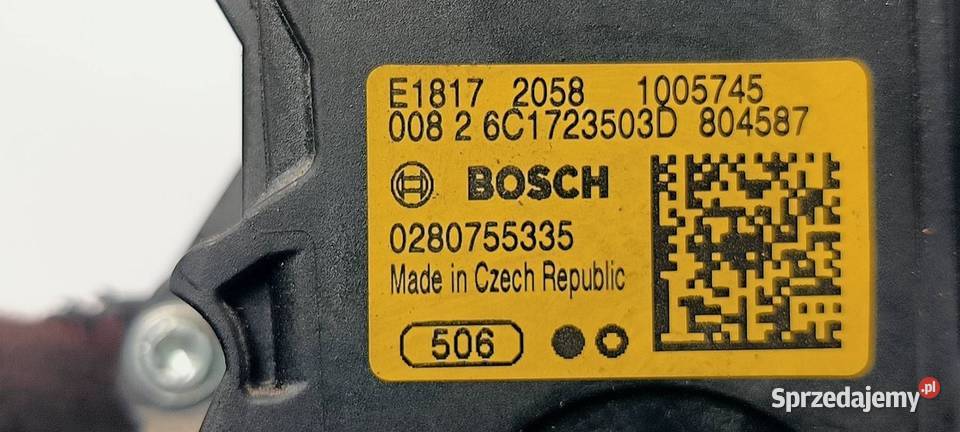 E1817 2058 1005745
008 2 6C1723503D 804587
BOSCH
0280755335
Made in Czech Republic
506
Sprzedajemy.pl